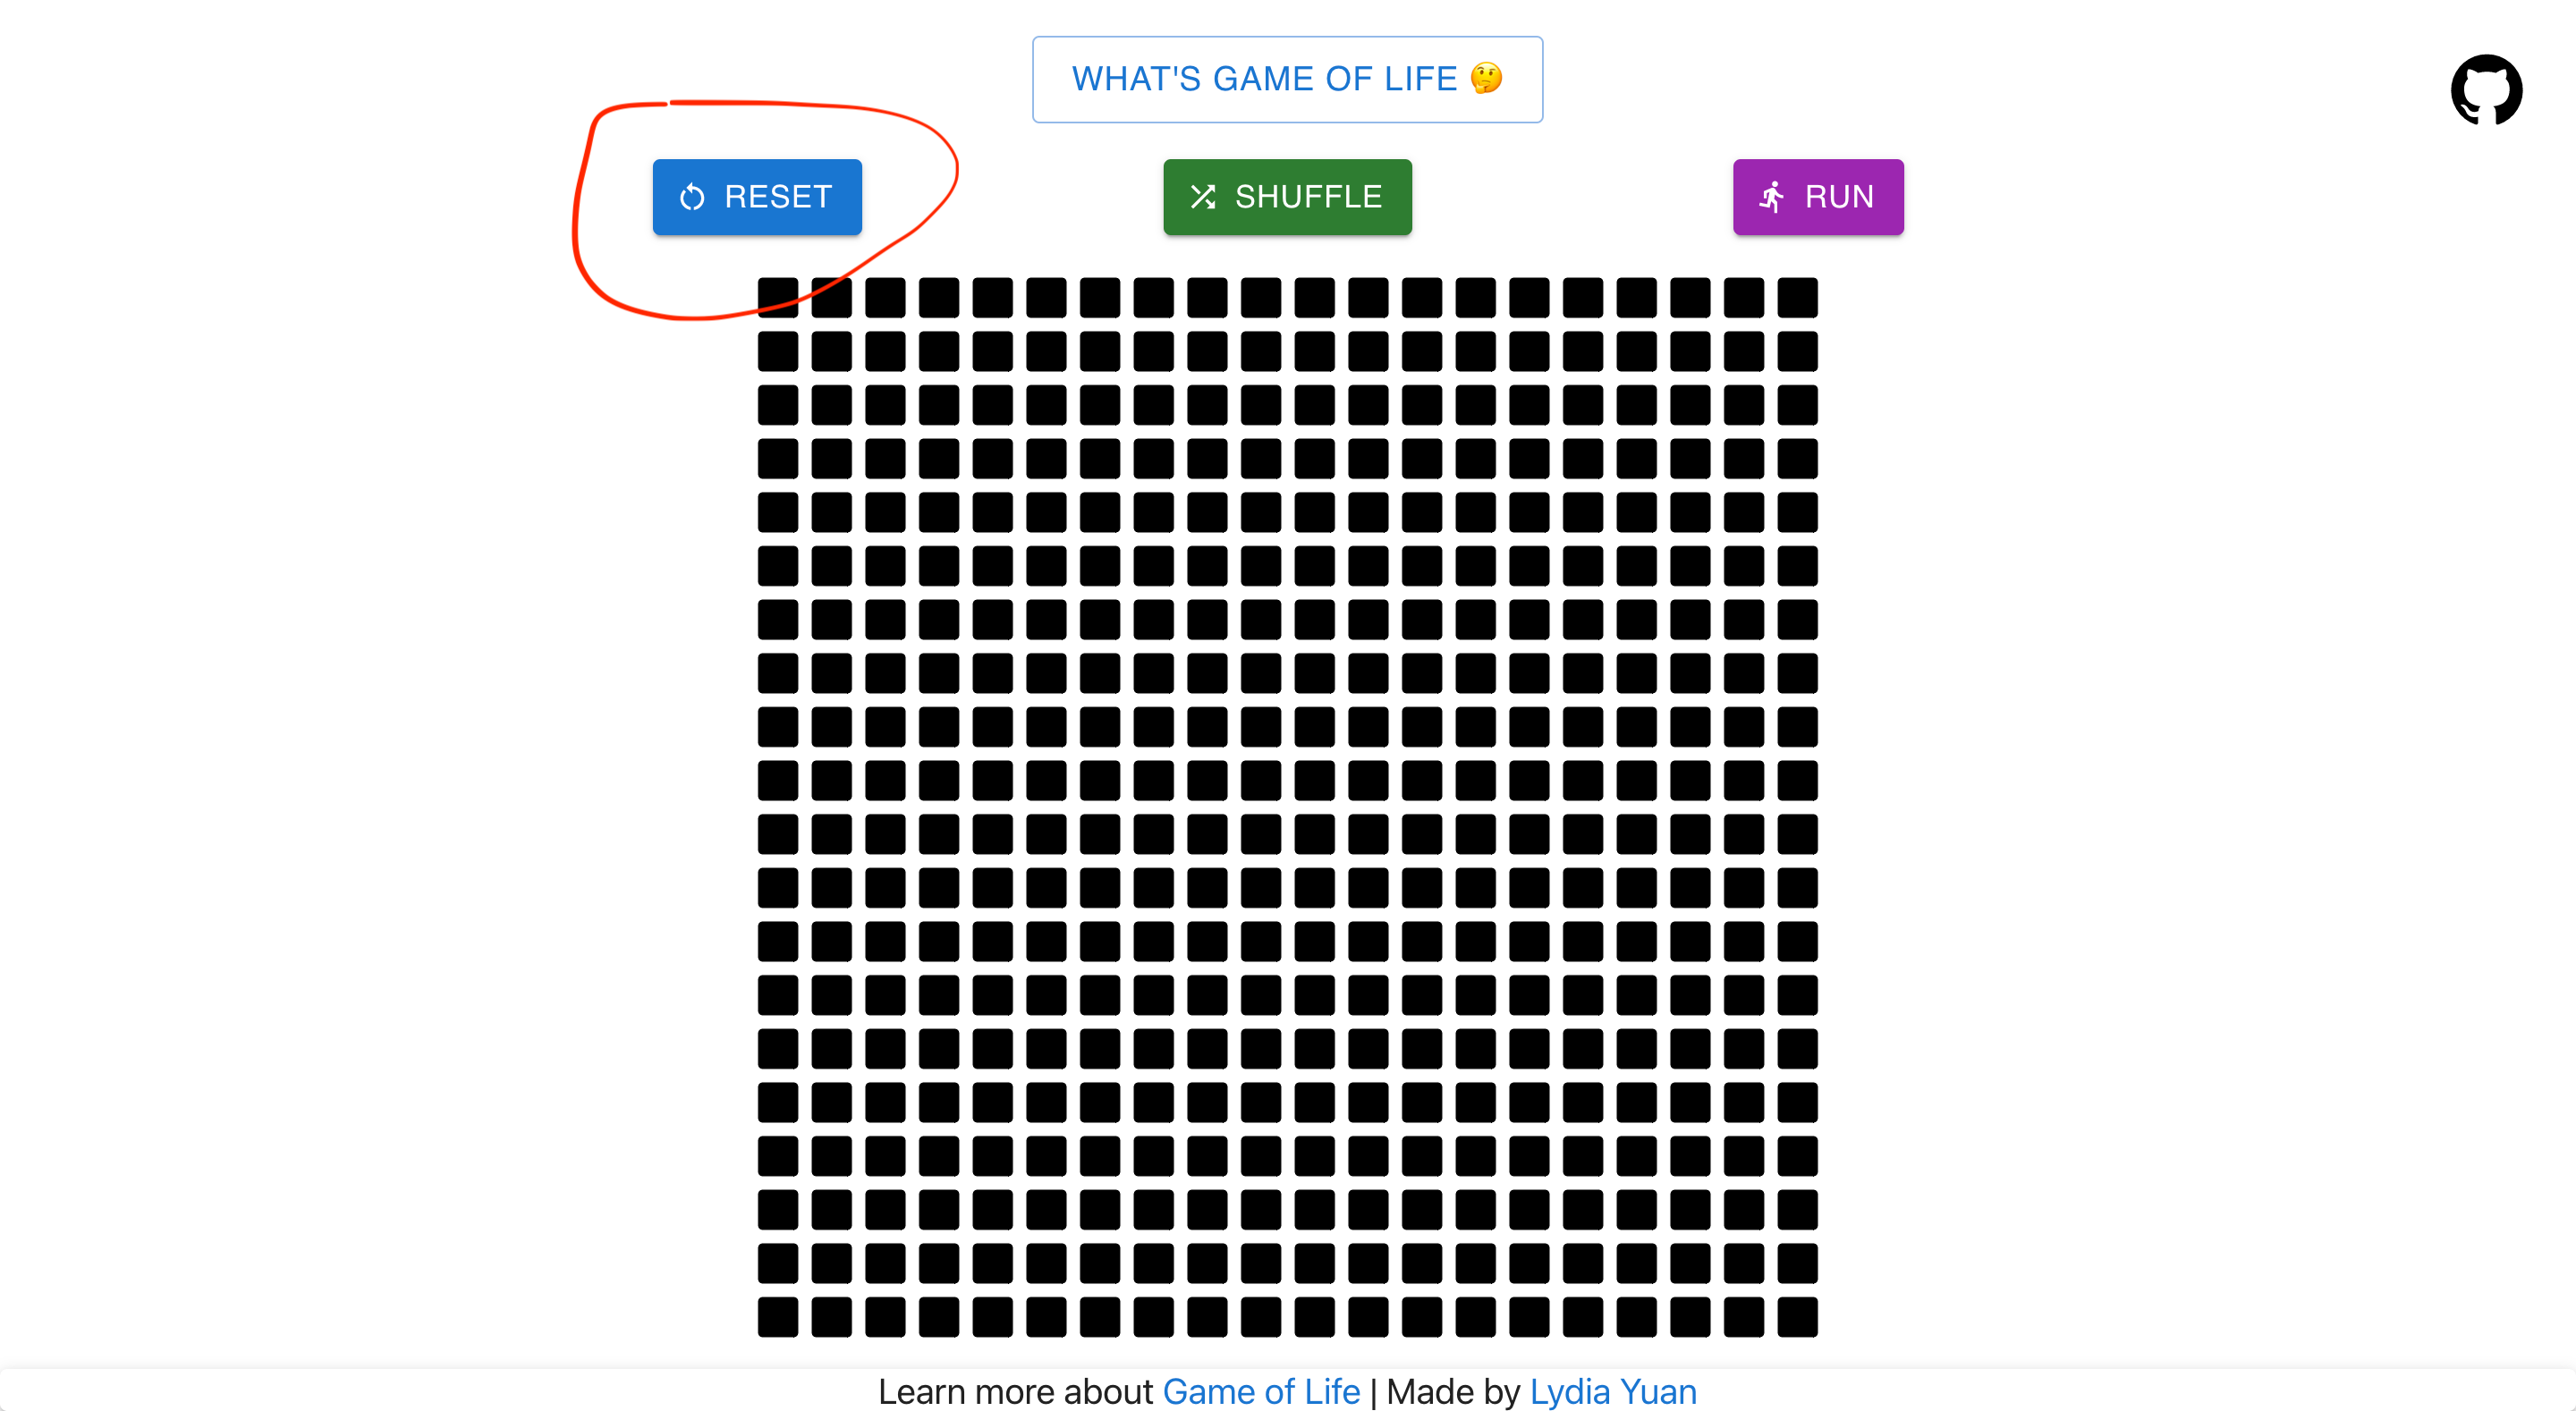 WHAT'S GAME OF LIFE 🤔
RESET
SHUFFLE
RUN
Learn more about Game of Life | Made by Lydia Yuan